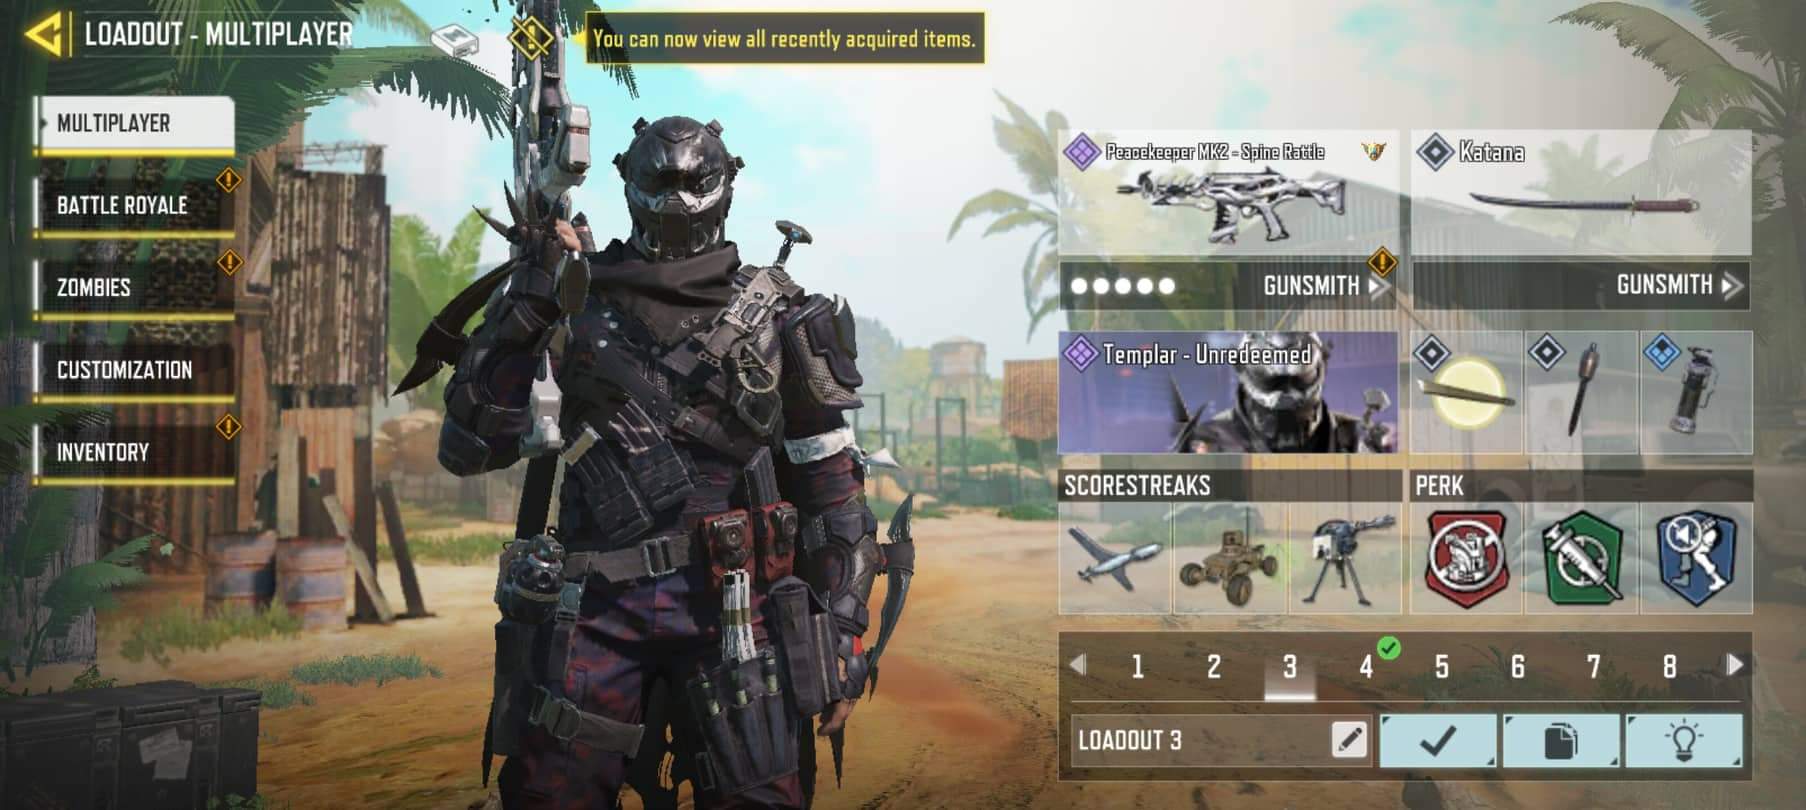 LOADOUT - MULTIPLAYER
You can now view all recently acquired items.
MULTIPLAYER
BATTLE ROYALE
ZOMBIES
CUSTOMIZATION
INVENTORY
Peacekeeper MK2 - Spine Rattle
Katana
GUNSMITH
GUNSMITH
Templar - Unredeemed
SCORESTREAKS
PERK
1 2 3 4 5 6 7 8
LOADOUT 3